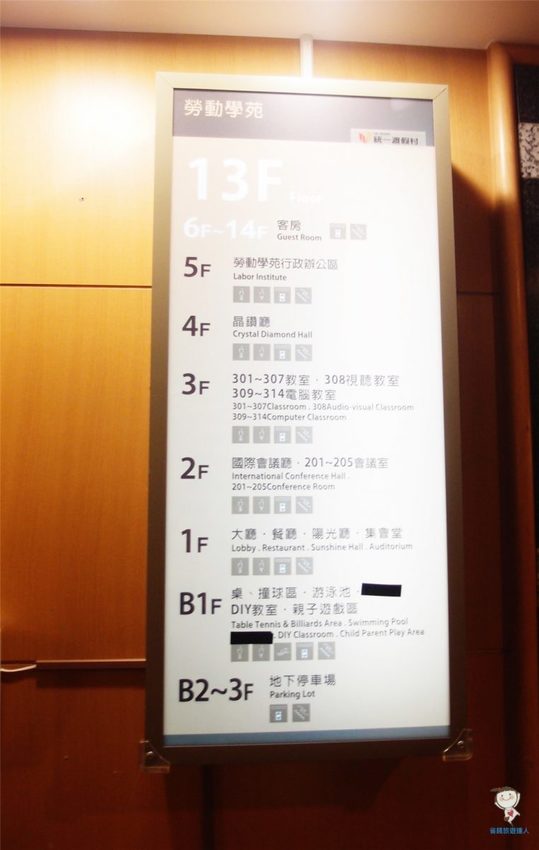 勞動學苑
統一渡假村
13F Floor
6F~14F 客房
Guest Room
5F 勞動學苑行政辦公區
Labor Institute
4F 晶鑽廳
Crystal Diamond Hall
3F 301~307教室．308視聽教室
309~314電腦教室
301~307Classroom . 308Audio-visual Classroom
309~314Computer Classroom
2F 國際會議廳．201~205會議室
International Conference Hall .
201~205Conference Room
1F 大廳．餐廳．陽光廳．集會堂
Lobby . Restaurant . Sunshine Hall . Auditorium
B1F 桌、撞球區．游泳池．
DIY教室．親子遊戲區
Table Tennis & Billiards Area . Swimming Pool
. DIY Classroom . Child Parent Play Area
B2~3F 地下停車場
Parking Lot
省錢旅遊達人